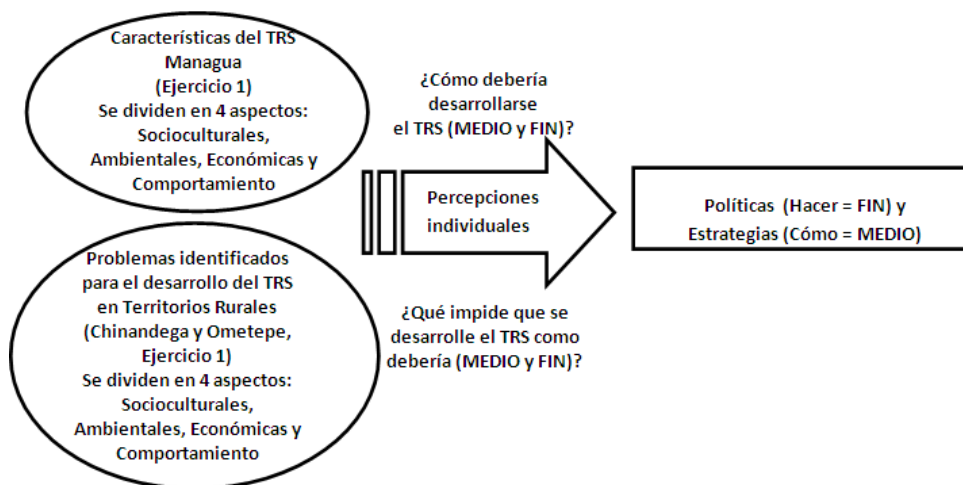 Características del TRS
Managua
(Ejercicio 1)
Se dividen en 4 aspectos:
Socioculturales,
Ambientales, Económicas y
Comportamiento
¿Cómo debería
desarrollarse
el TRS (MEDIO y FIN)?
Percepciones
individuales
Políticas (Hacer = FIN) y
Estrategias (Cómo = MEDIO)
Problemas identificados
para el desarrollo del TRS
en Territorios Rurales
(Chinandega y Ometepe,
Ejercicio 1)
Se dividen en 4 aspectos:
Socioculturales,
Ambientales, Económicas y
Comportamiento
¿Qué impide que se
desarrolle el TRS como
debería (MEDIO y FIN)?